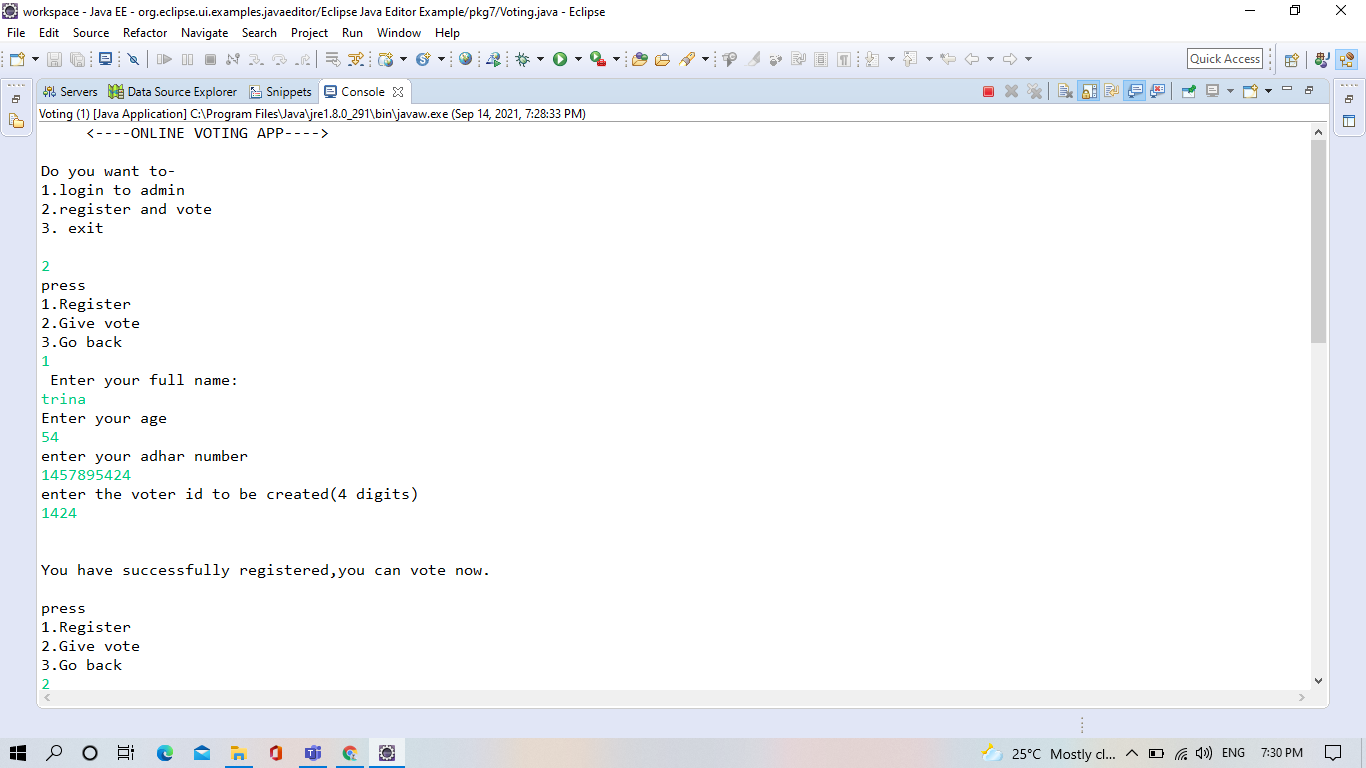 workspace - Java EE - org.eclipse.ui.examples.javaeditor/Eclipse Java Editor Example/pkg7/Voting.java - Eclipse
File Edit Source Refactor Navigate Search Project Run Window Help
Quick Access
Servers Data Source Explorer Snippets Console
Voting (1) [Java Application] C:\Program Files\Java\jre1.8.0_291\bin\javaw.exe (Sep 14, 2021, 7:28:33 PM)
<----ONLINE VOTING APP---->
Do you want to-
1.login to admin
2.register and vote
3. exit
2
press
1.Register
2.Give vote
3.Go back
1
Enter your full name:
trina
Enter your age
54
enter your adhar number
1457895424
enter the voter id to be created(4 digits)
1424
You have successfully registered,you can vote now.
press
1.Register
2.Give vote
3.Go back
2
25°C Mostly cl... ENG 7:30 PM